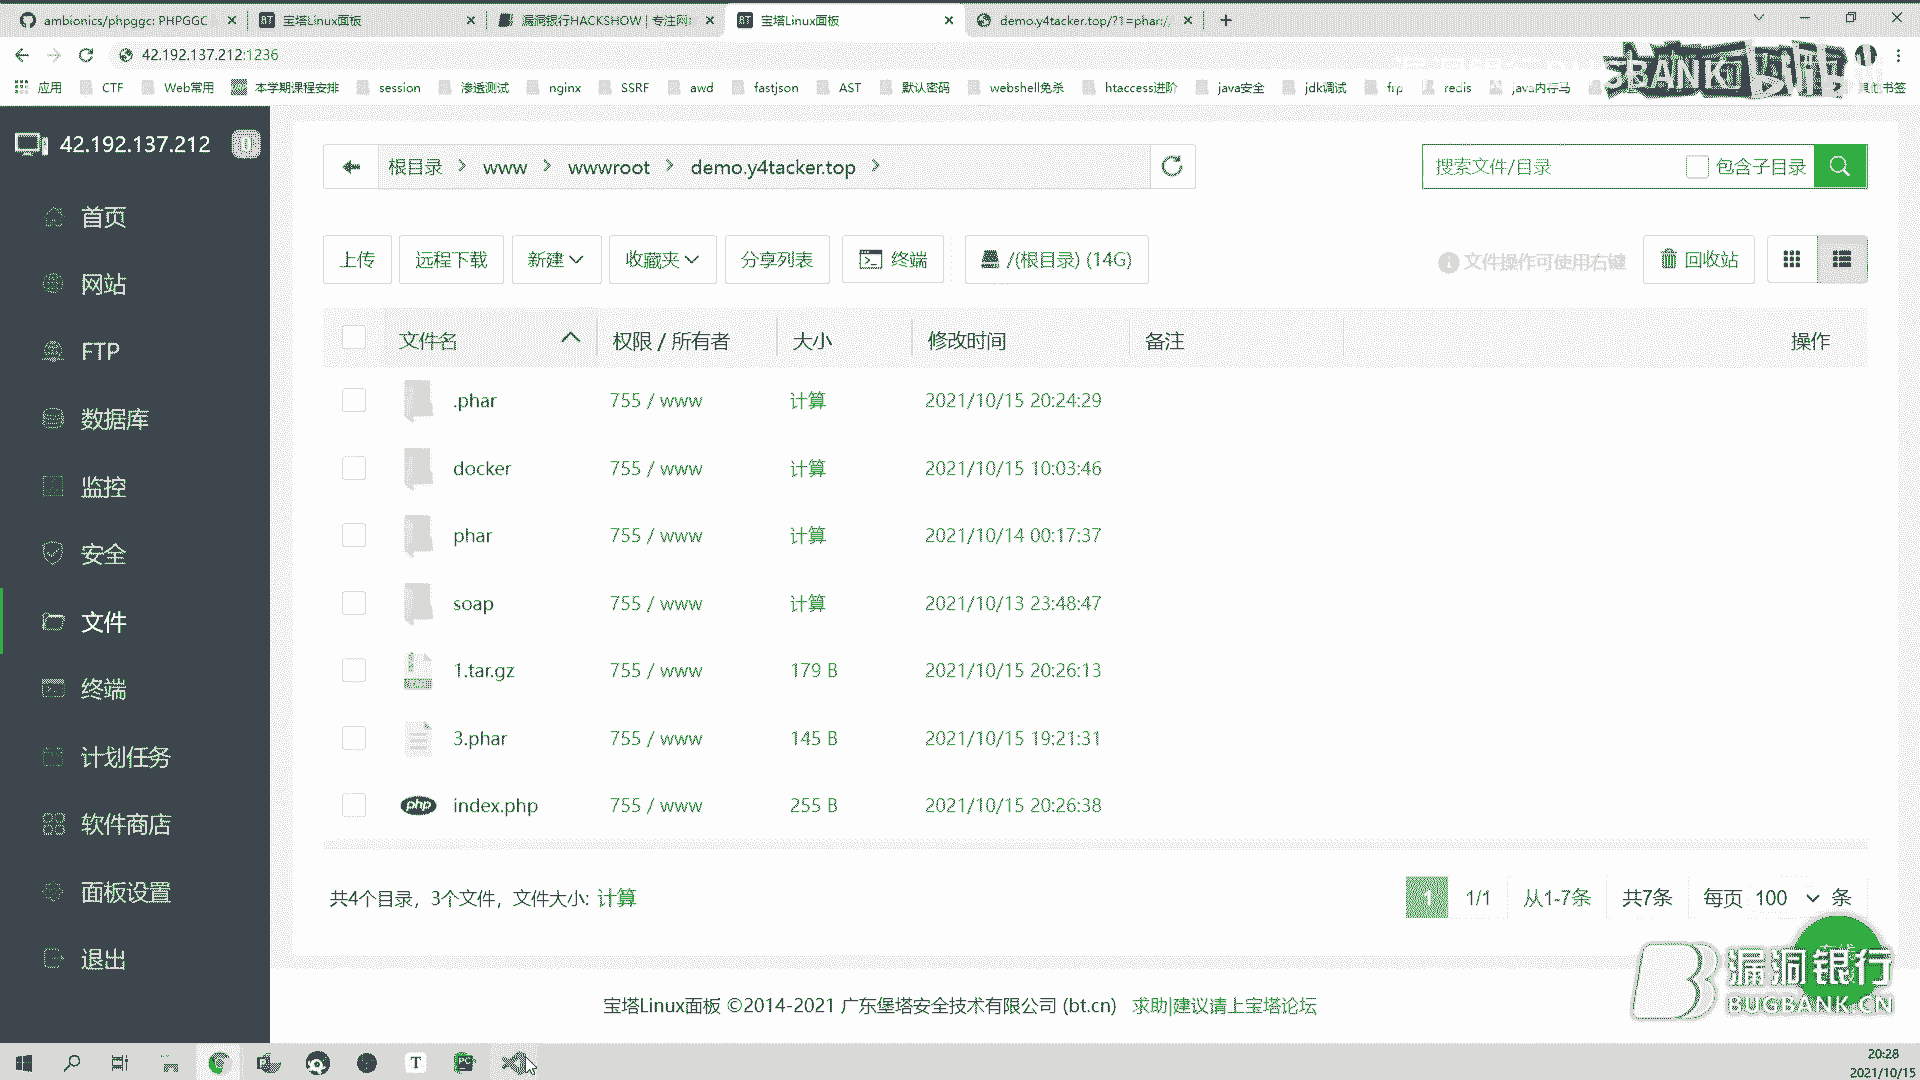 ambionics/phpggc: PHPGGC
宝塔Linux面板
漏洞银行HACKSHOW | 专注网
宝塔Linux面板
demo.y4tacker.top/?1=phar:/
42.192.137.212:1236
应用 CTF Web常用 本学期课程安排 session 渗透测试 nginx SSRF awd fastjson AST 默认密码 webshell免杀 htaccess进阶 java安全 jdk调试 ftp redis java内存马
42.192.137.212 0
首页
网站
FTP
数据库
监控
安全
文件
终端
计划任务
软件商店
面板设置
退出
根目录 > www > wwwroot > demo.y4tacker.top >
搜索文件/目录 包含子目录
上传 远程下载 新建 收藏夹 分享列表 终端 /(根目录) (14G) 文件操作可使用右键 回收站
文件名 权限 / 所有者 大小 修改时间 备注 操作
.phar 755 / www 计算 2021/10/15 20:24:29
docker 755 / www 计算 2021/10/15 10:03:46
phar 755 / www 计算 2021/10/14 00:17:37
soap 755 / www 计算 2021/10/13 23:48:47
1.tar.gz 755 / www 179 B 2021/10/15 20:26:13
3.phar 755 / www 145 B 2021/10/15 19:21:31
php index.php 755 / www 255 B 2021/10/15 20:26:38
共4个目录，3个文件，文件大小: 计算
1 1/1 从1-7条 共7条 每页 100 条
宝塔Linux面板 ©2014-2021 广东堡塔安全技术有限公司 (bt.cn) 求助|建议请上宝塔论坛
漏洞银行
BUGBANK.CN
20:28
2021/10/15